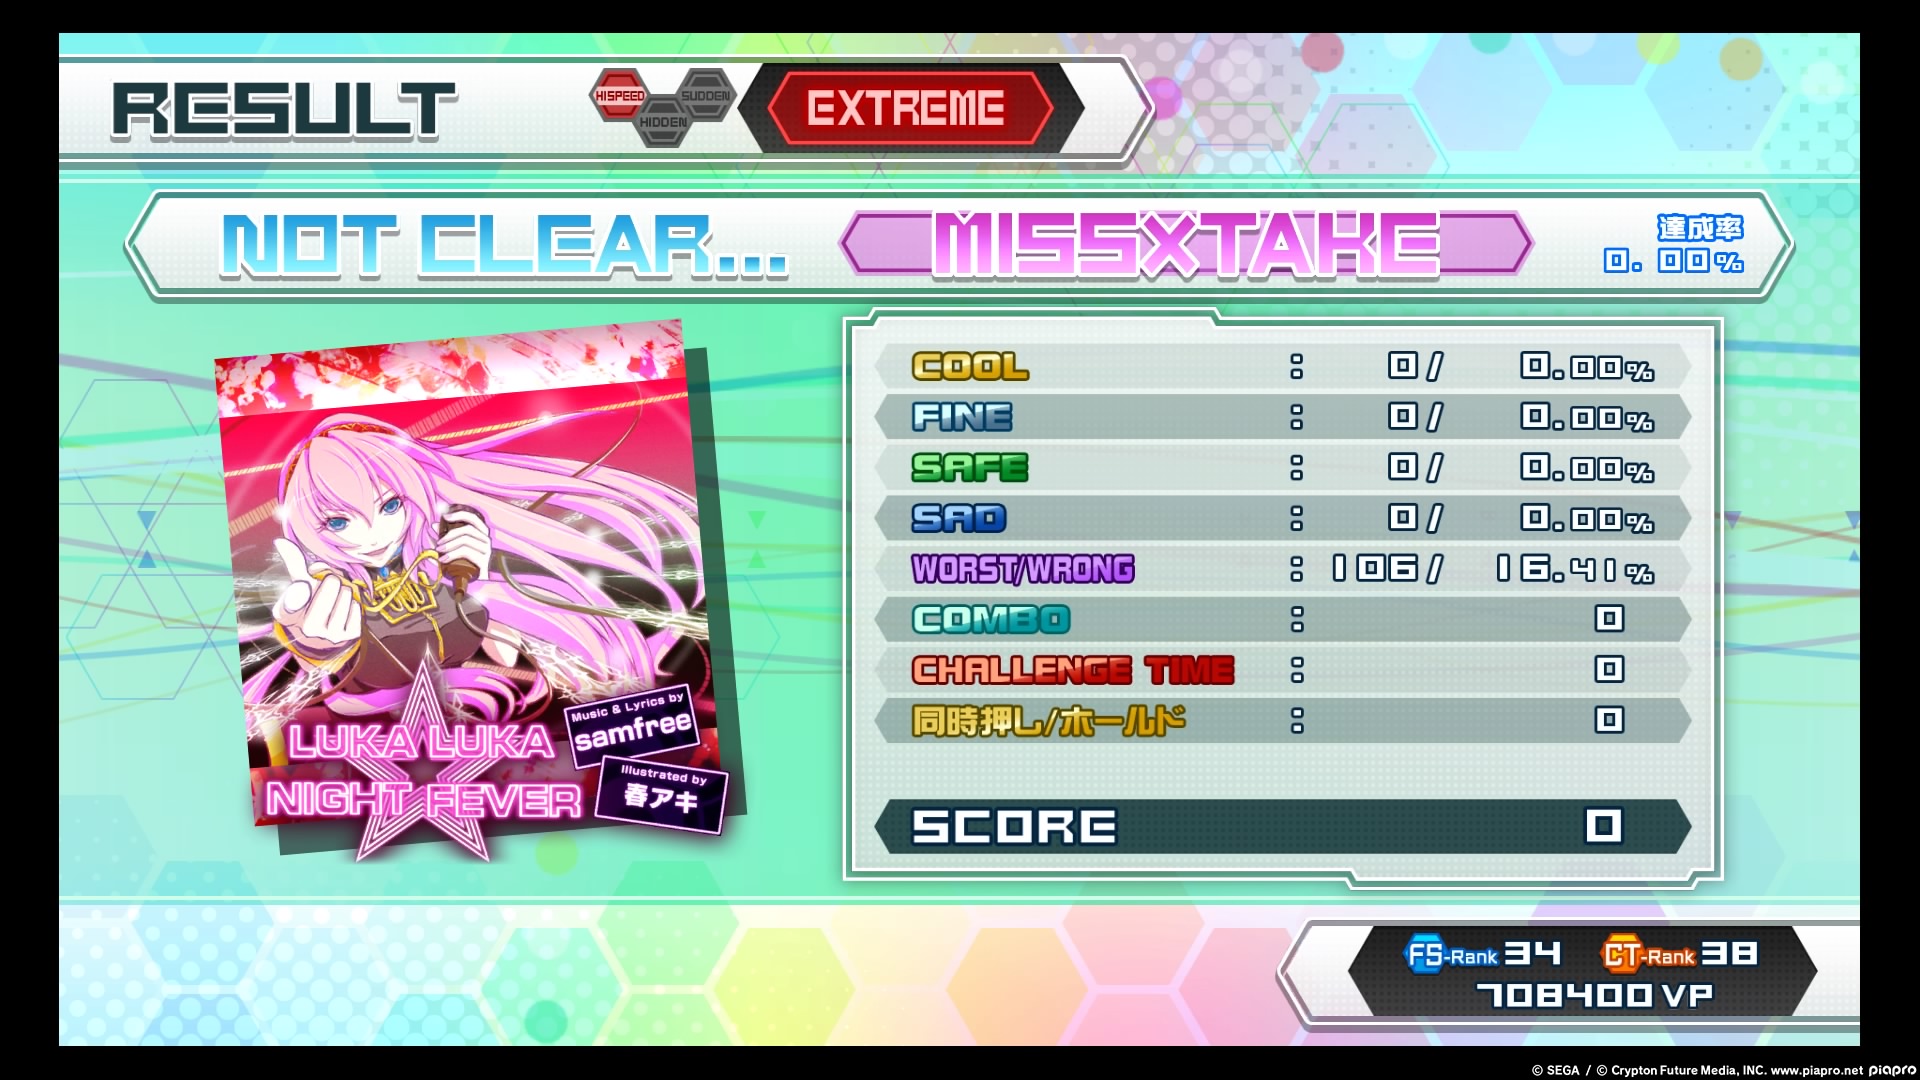 RESULT
HISPEED
HIDDEN
SUDDEN
EXTREME
NOT CLEAR...
MISS×TAKE
達成率
0.00%
COOL : 0/ 0.00%
FINE : 0/ 0.00%
SAFE : 0/ 0.00%
SAD : 0/ 0.00%
WORST/WRONG : 106/ 16.41%
COMBO : 0
CHALLENGE TIME : 0
同時押し/ホールド : 0
SCORE 0
LUKA LUKA
NIGHT FEVER
Music & Lyrics by
samfree
Illustrated by
春アキ
FS-Rank 34 CT-Rank 38
708400 VP
© SEGA / © Crypton Future Media, INC. www.piapro.net piapro